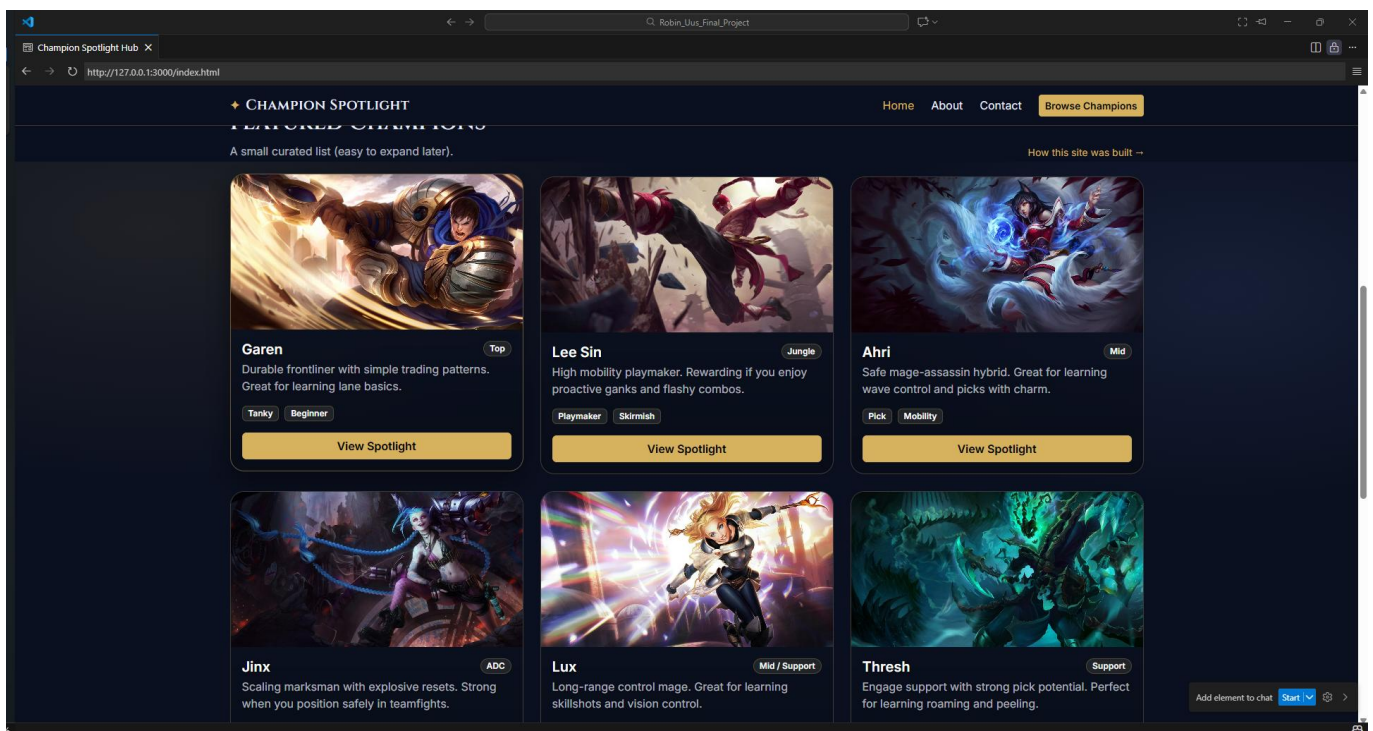 Robin_Uus_Final_Project
Champion Spotlight Hub
http://127.0.0.1:3000/index.html
✦ CHAMPION SPOTLIGHT
Home About Contact Browse Champions
FEATURED CHAMPIONS
A small curated list (easy to expand later).
How this site was built →
Garen
Top
Durable frontliner with simple trading patterns.
Great for learning lane basics.
Tanky Beginner
View Spotlight
Lee Sin
Jungle
High mobility playmaker. Rewarding if you enjoy
proactive ganks and flashy combos.
Playmaker Skirmish
View Spotlight
Ahri
Mid
Safe mage-assassin hybrid. Great for learning
wave control and picks with charm.
Pick Mobility
View Spotlight
Jinx
ADC
Scaling marksman with explosive resets. Strong
when you position safely in teamfights.
Lux
Mid / Support
Long-range control mage. Great for learning
skillshots and vision control.
Thresh
Support
Engage support with strong pick potential. Perfect
for learning roaming and peeling.
Add element to chat Start